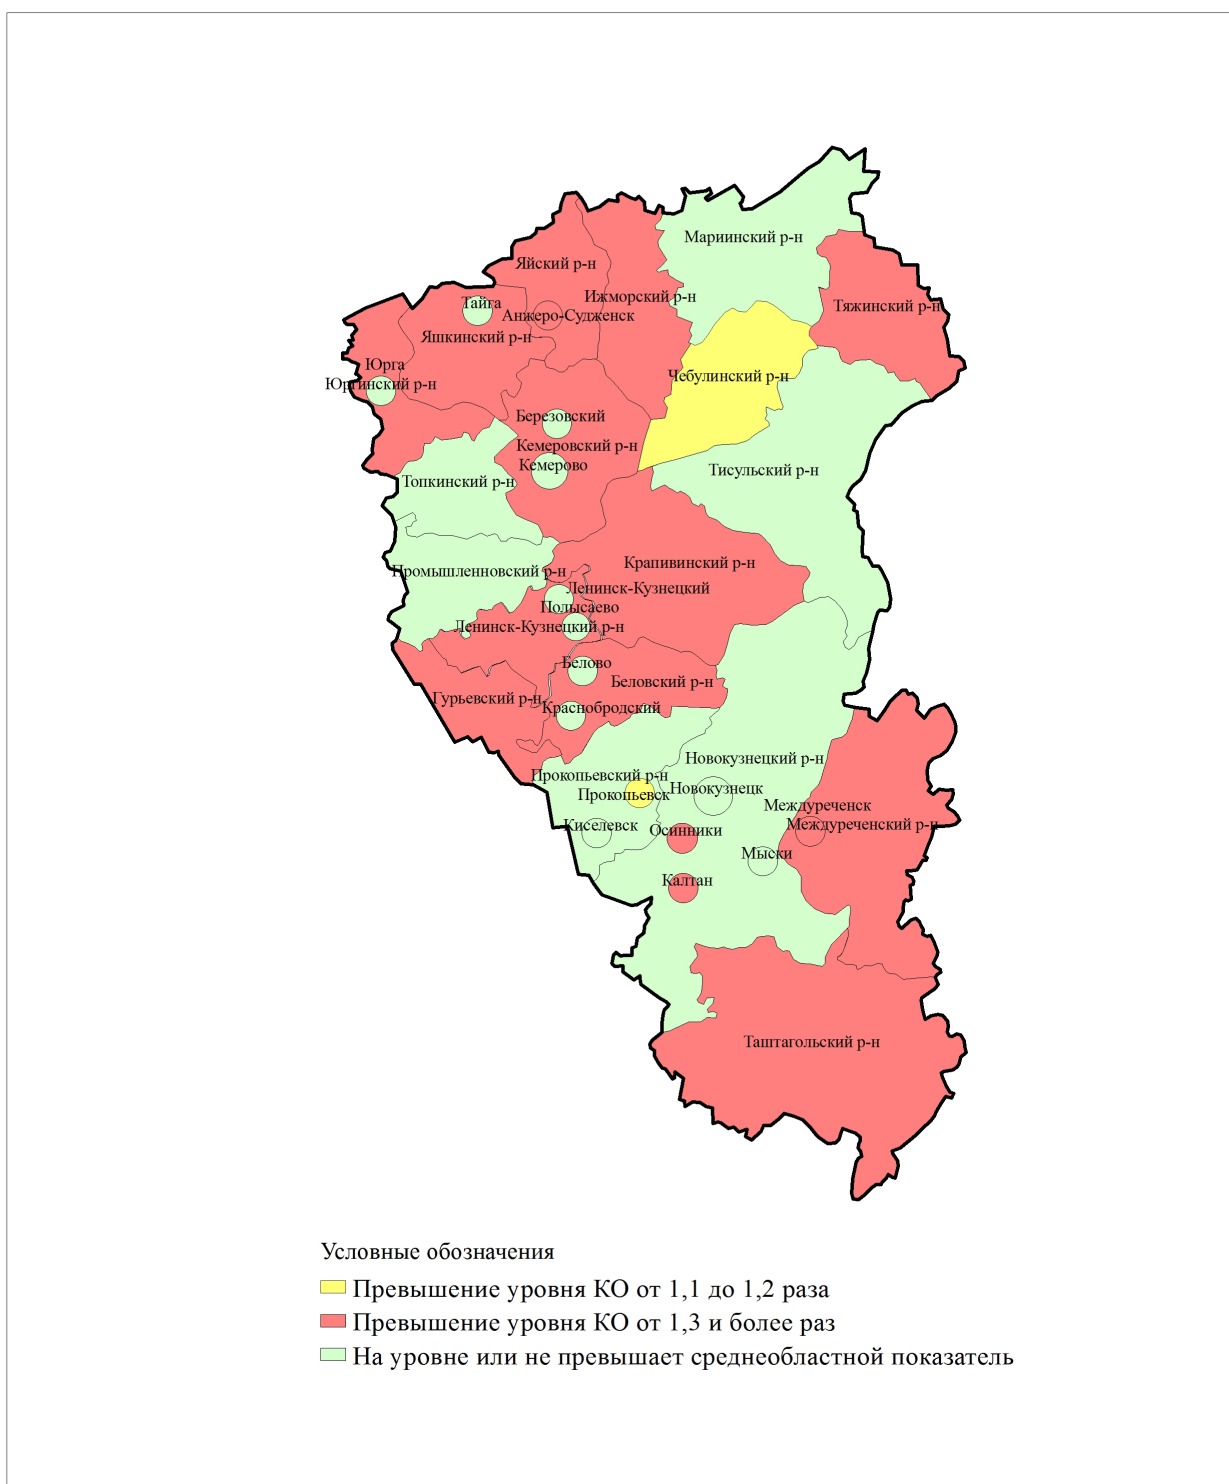 Мариинский р-н
Яйский р-н
Ижморский р-н
Тяжинский р-н
Тайга
Анжеро-Судженск
Яшкинский р-н
Юрга
Юргинский р-н
Чебулинский р-н
Березовский
Кемеровский р-н
Кемерово
Тисульский р-н
Топкинский р-н
Крапивинский р-н
Промышленновский р-н
Ленинск-Кузнецкий
Полысаево
Ленинск-Кузнецкий р-н
Белово
Беловский р-н
Гурьевский р-н
Краснобродский
Новокузнецкий р-н
Прокопьевский р-н
Новокузнецк
Прокопьевск
Междуреченск
Киселевск
Осинники
Междуреченский р-н
Мыски
Калтан
Таштагольский р-н
Условные обозначения
Превышение уровня КО от 1,1 до 1,2 раза
Превышение уровня КО от 1,3 и более раз
На уровне или не превышает среднеобластной показатель